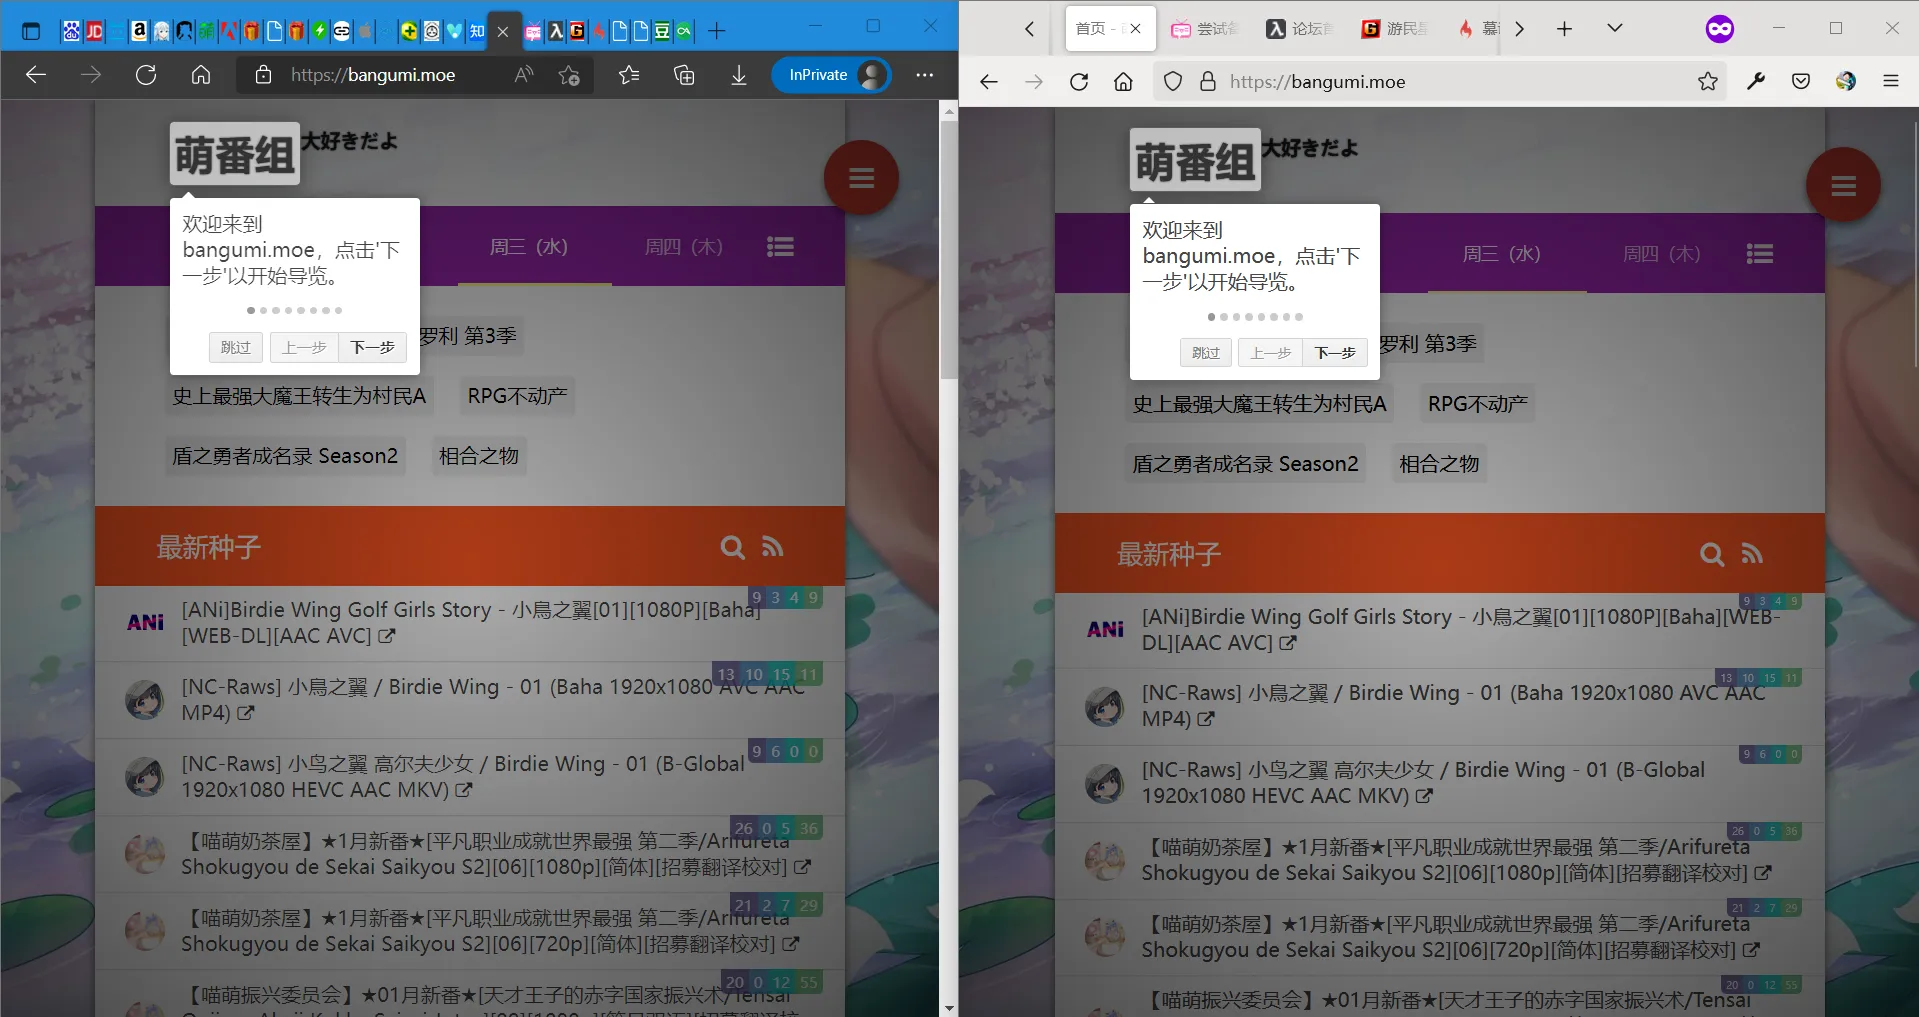 https://bangumi.moe
InPrivate
萌番组
大好きだよ
欢迎来到
bangumi.moe，点击'下
一步'以开始导览。
跳过
上一步
下一步
周三（水）
周四（木）
罗利 第3季
史上最强大魔王转生为村民A
RPG不动产
盾之勇者成名录 Season2
相合之物
最新种子
9 3 4 9
[ANi]Birdie Wing Golf Girls Story - 小鳥之翼[01][1080P][Baha]
[WEB-DL][AAC AVC]
13 10 15 11
[NC-Raws] 小鳥之翼 / Birdie Wing - 01 (Baha 1920x1080 AVC AAC
MP4)
9 6 0 0
[NC-Raws] 小鸟之翼 高尔夫少女 / Birdie Wing - 01 (B-Global
1920x1080 HEVC AAC MKV)
26 0 5 36
【喵萌奶茶屋】★1月新番★[平凡职业成就世界最强 第二季/Arifureta
Shokugyou de Sekai Saikyou S2][06][1080p][简体][招募翻译校对]
21 2 7 29
【喵萌奶茶屋】★1月新番★[平凡职业成就世界最强 第二季/Arifureta
Shokugyou de Sekai Saikyou S2][06][720p][简体][招募翻译校对]
20 0 12 55
【喵萌振兴委员会】★01月新番★[天才王子的赤字国家振兴术/Tensai
首页 -
尝试
论坛
游民
https://bangumi.moe
萌番组
大好きだよ
欢迎来到
bangumi.moe，点击'下
一步'以开始导览。
跳过
上一步
下一步
周三（水）
周四（木）
罗利 第3季
史上最强大魔王转生为村民A
RPG不动产
盾之勇者成名录 Season2
相合之物
最新种子
9 3 4 9
[ANi]Birdie Wing Golf Girls Story - 小鳥之翼[01][1080P][Baha][WEB-
DL][AAC AVC]
13 10 15 11
[NC-Raws] 小鳥之翼 / Birdie Wing - 01 (Baha 1920x1080 AVC AAC
MP4)
9 6 0 0
[NC-Raws] 小鸟之翼 高尔夫少女 / Birdie Wing - 01 (B-Global
1920x1080 HEVC AAC MKV)
26 0 5 36
【喵萌奶茶屋】★1月新番★[平凡职业成就世界最强 第二季/Arifureta
Shokugyou de Sekai Saikyou S2][06][1080p][简体][招募翻译校对]
21 2 7 29
【喵萌奶茶屋】★1月新番★[平凡职业成就世界最强 第二季/Arifureta
Shokugyou de Sekai Saikyou S2][06][720p][简体][招募翻译校对]
20 0 12 55
【喵萌振兴委员会】★01月新番★[天才王子的赤字国家振兴术/Tensai